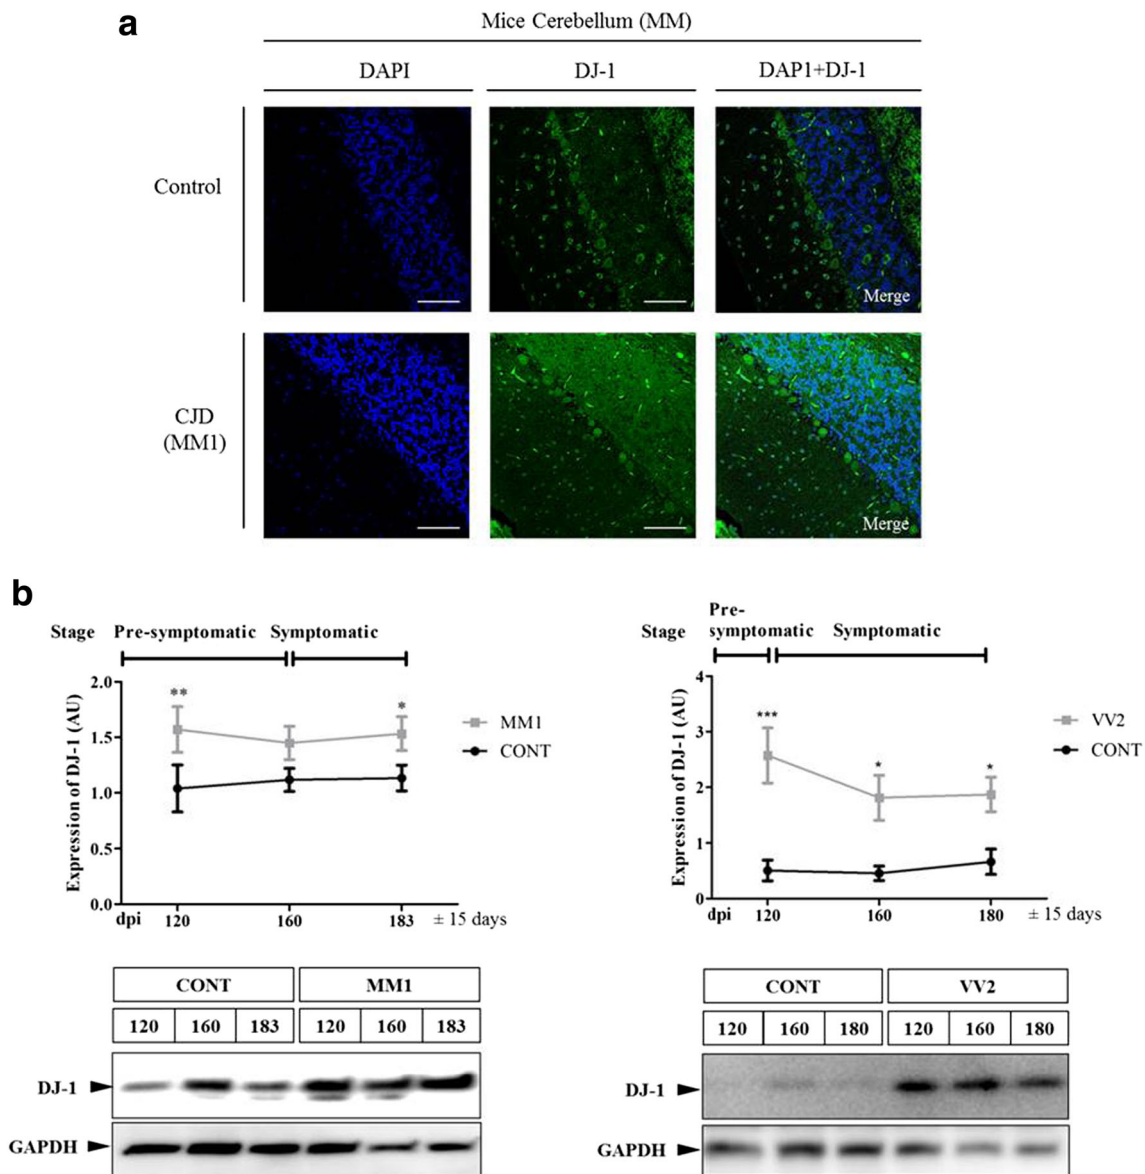 a
Mice Cerebellum (MM)
DAPI DJ-1 DAP1+DJ-1
Control
Merge
CJD
(MM1)
Merge
b
Stage Pre-symptomatic Symptomatic
2.0
1.5
1.0
0.5
0.0
Expression of DJ-1 (AU)
** *
MM1
CONT
dpi 120 160 183 ± 15 days
CONT MM1
120 160 183 120 160 183
DJ-1
GAPDH
Stage Pre-
symptomatic Symptomatic
4
3
2
1
0
Expression of DJ-1 (AU)
*** * *
VV2
CONT
dpi 120 160 180 ± 15 days
CONT VV2
120 160 180 120 160 180
DJ-1
GAPDH